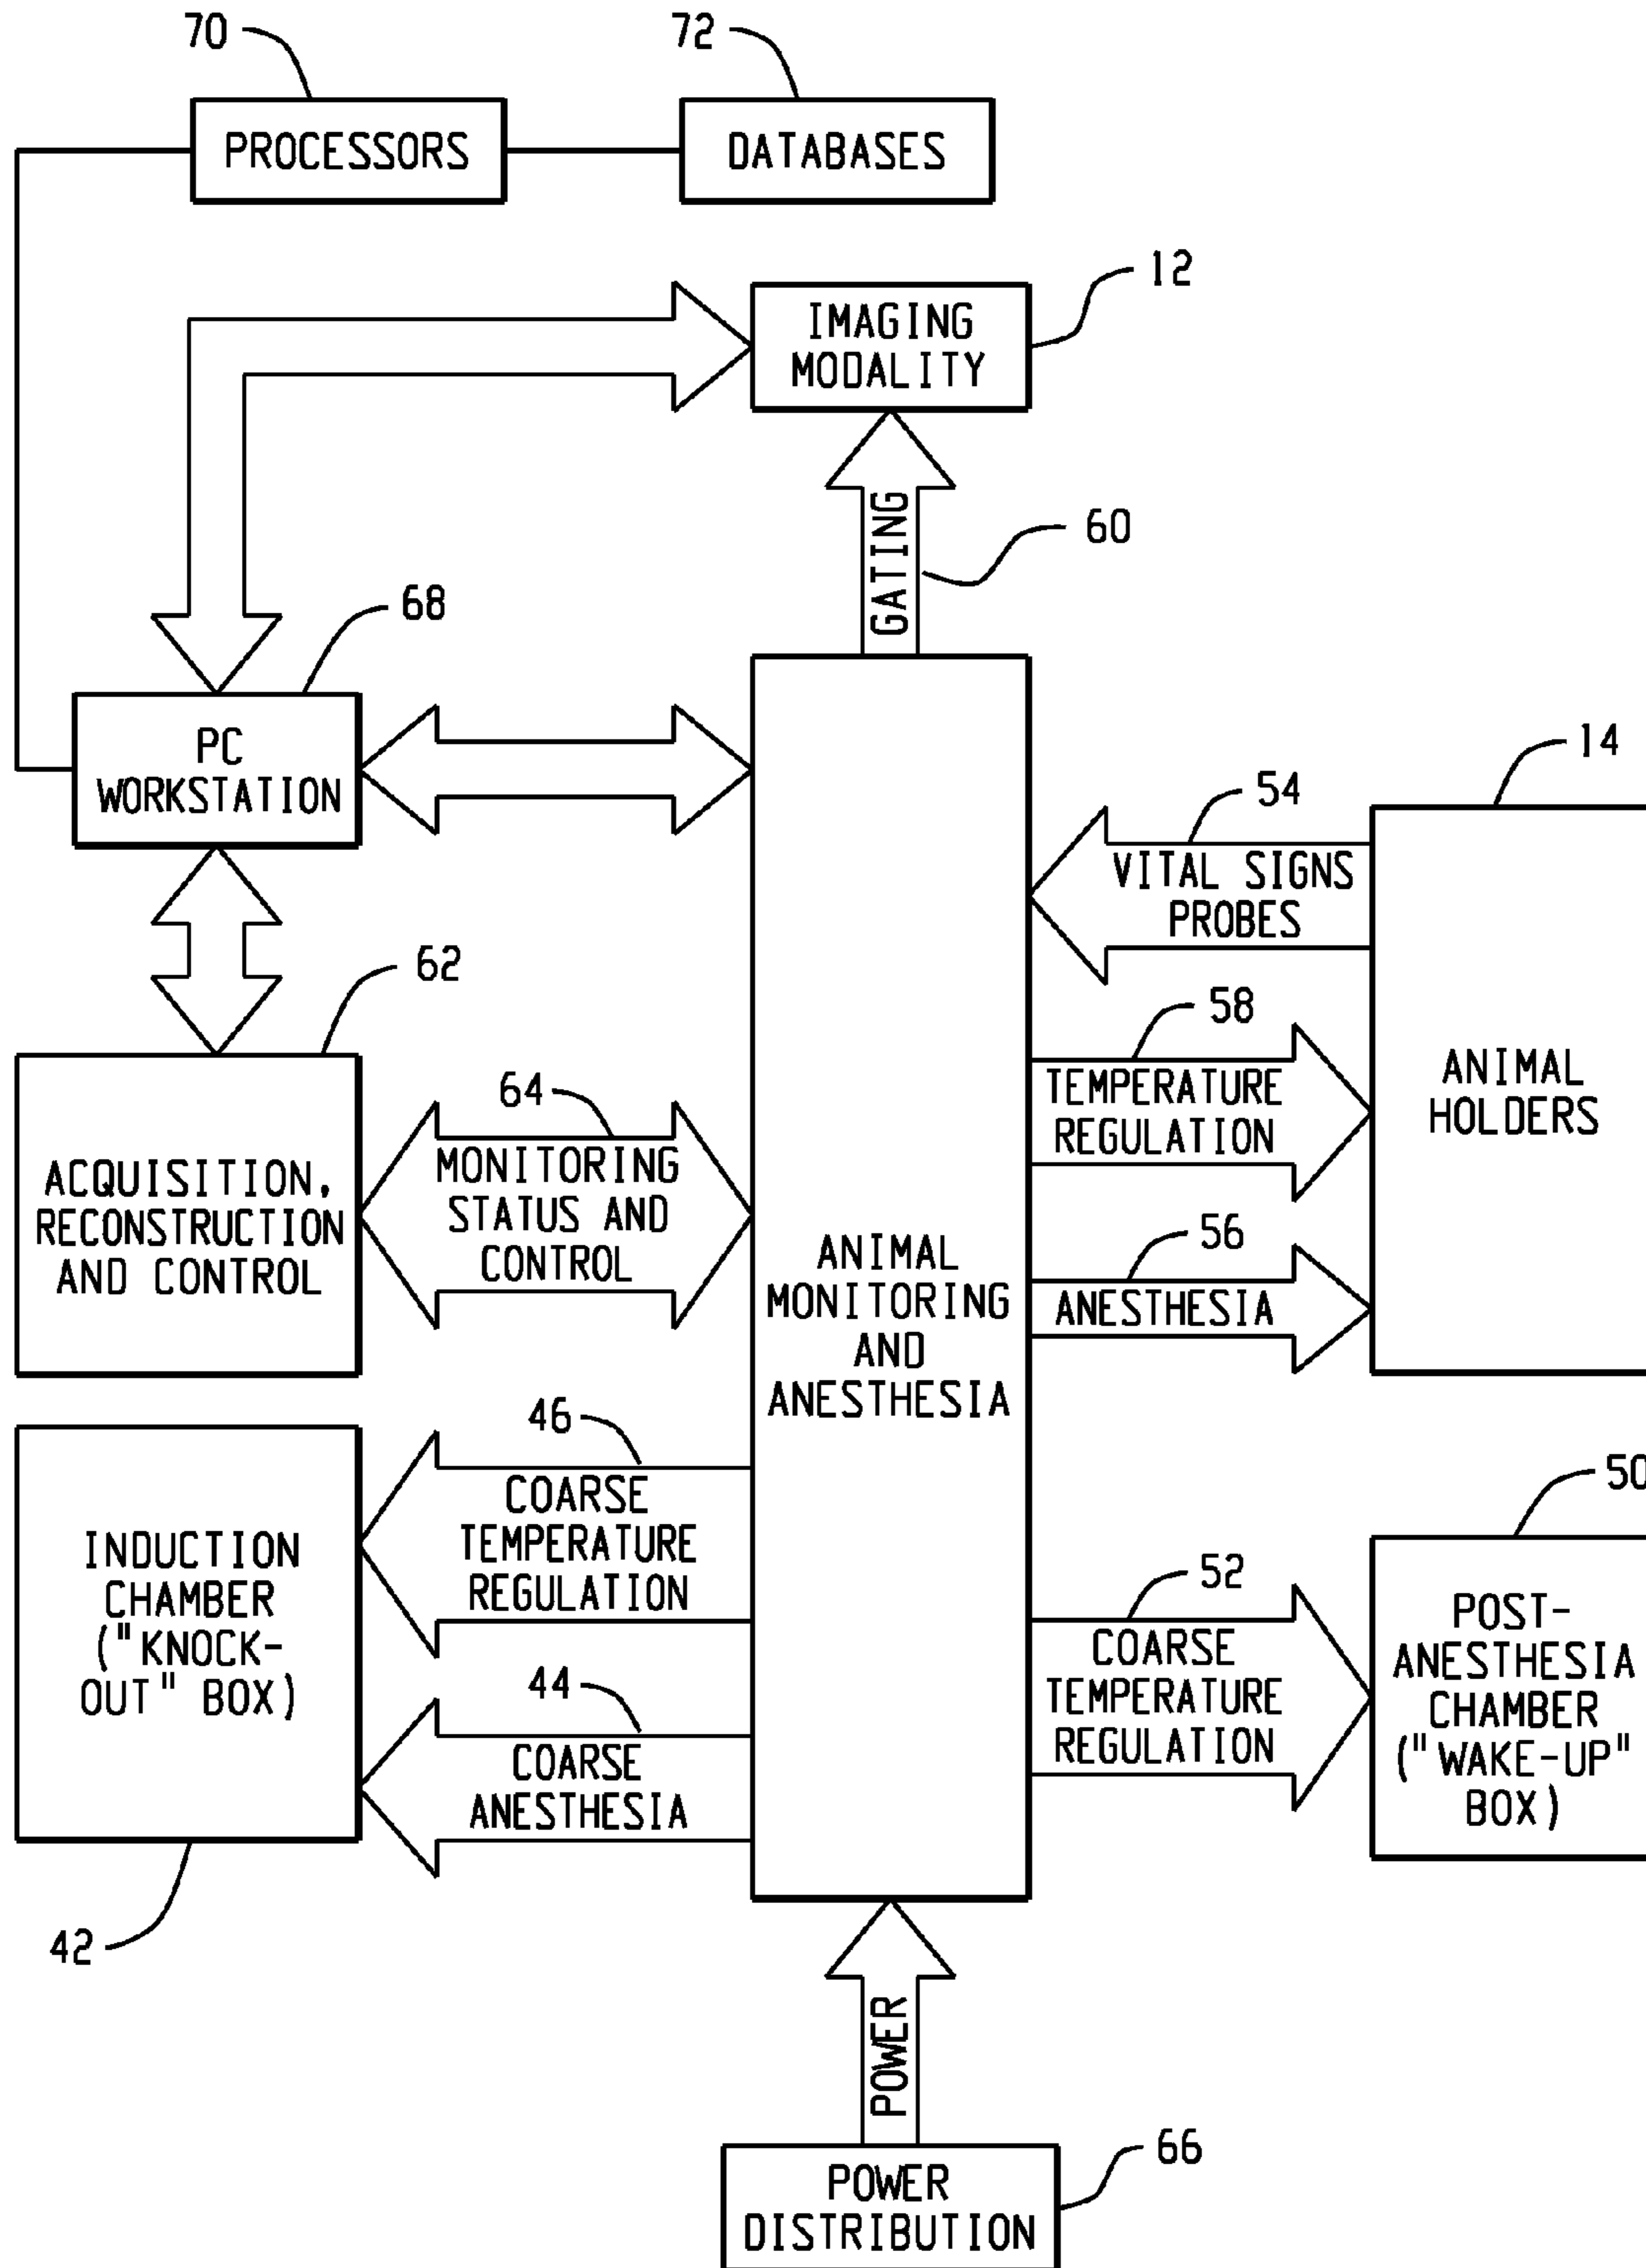 70
72
PROCESSORS
DATABASES
12
IMAGING
MODALITY
GATING
60
68
PC
WORKSTATION
14
54
VITAL SIGNS
PROBES
62
58
TEMPERATURE
REGULATION
ANIMAL
HOLDERS
64
MONITORING
STATUS AND
CONTROL
ACQUISITION,
RECONSTRUCTION
AND CONTROL
56
ANESTHESIA
ANIMAL
MONITORING
AND
ANESTHESIA
46
COARSE
TEMPERATURE
REGULATION
50
INDUCTION
CHAMBER
("KNOCK-
OUT" BOX)
52
COARSE
TEMPERATURE
REGULATION
POST-
ANESTHESIA
CHAMBER
("WAKE-UP"
BOX)
44
COARSE
ANESTHESIA
42
POWER
66
POWER
DISTRIBUTION